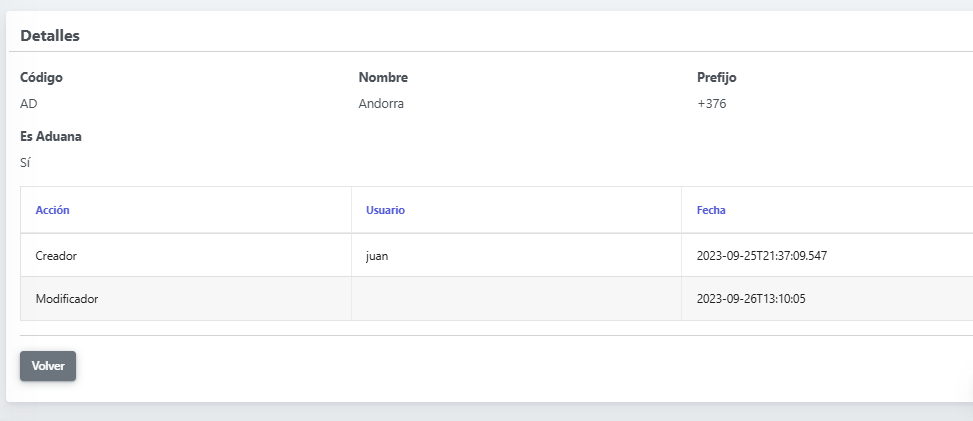 Detalles
Código Nombre Prefijo
AD Andorra +376
Es Aduana
Sí
Acción Usuario Fecha
Creador juan 2023-09-25T21:37:09.547
Modificador 2023-09-26T13:10:05
Volver